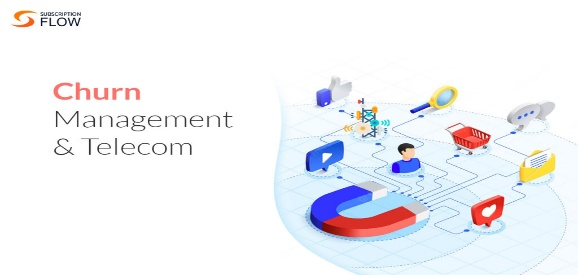 SUBSCRIPTION
FLOW
Churn
Management
& Telecom